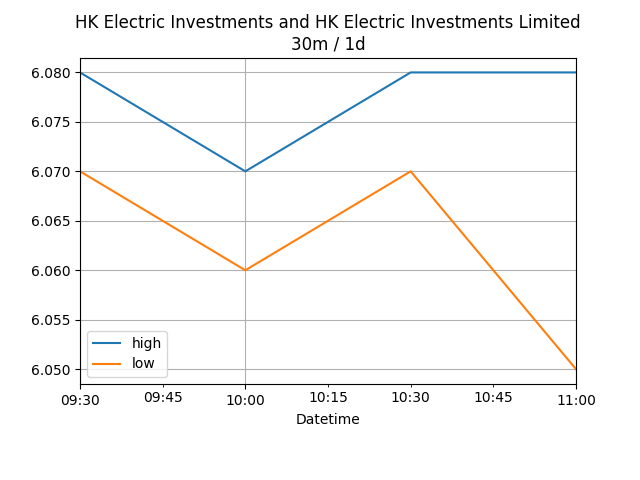 HK Electric Investments and HK Electric Investments Limited
30m / 1d
6.080
6.075
6.070
6.065
6.060
6.055
6.050
high
low
09:30
09:45
10:00
10:15
10:30
10:45
11:00
Datetime